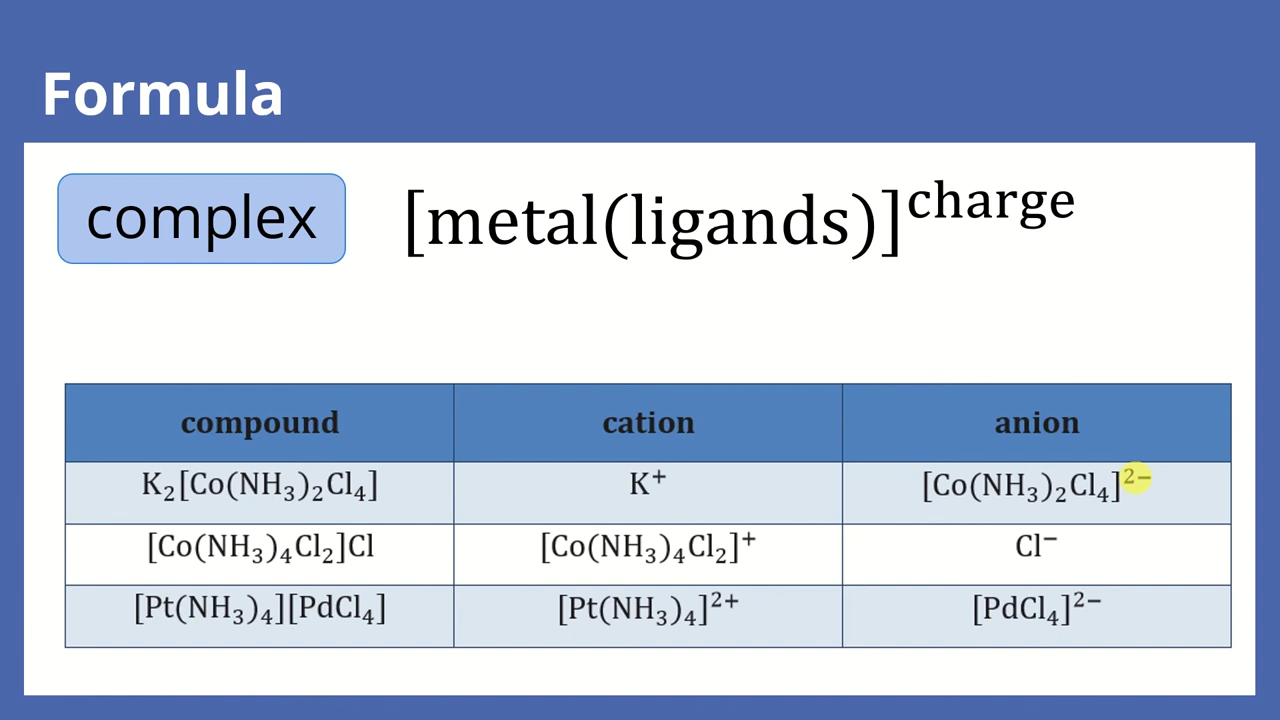 Formula
complex [metal(ligands)]ᶜʰᵃʳᵍᵉ
compound cation anion
K₂[Co(NH₃)₂Cl₄] K⁺ [Co(NH₃)₂Cl₄]²⁻
[Co(NH₃)₄Cl₂]Cl [Co(NH₃)₄Cl₂]⁺ Cl⁻
[Pt(NH₃)₄][PdCl₄] [Pt(NH₃)₄]²⁺ [PdCl₄]²⁻